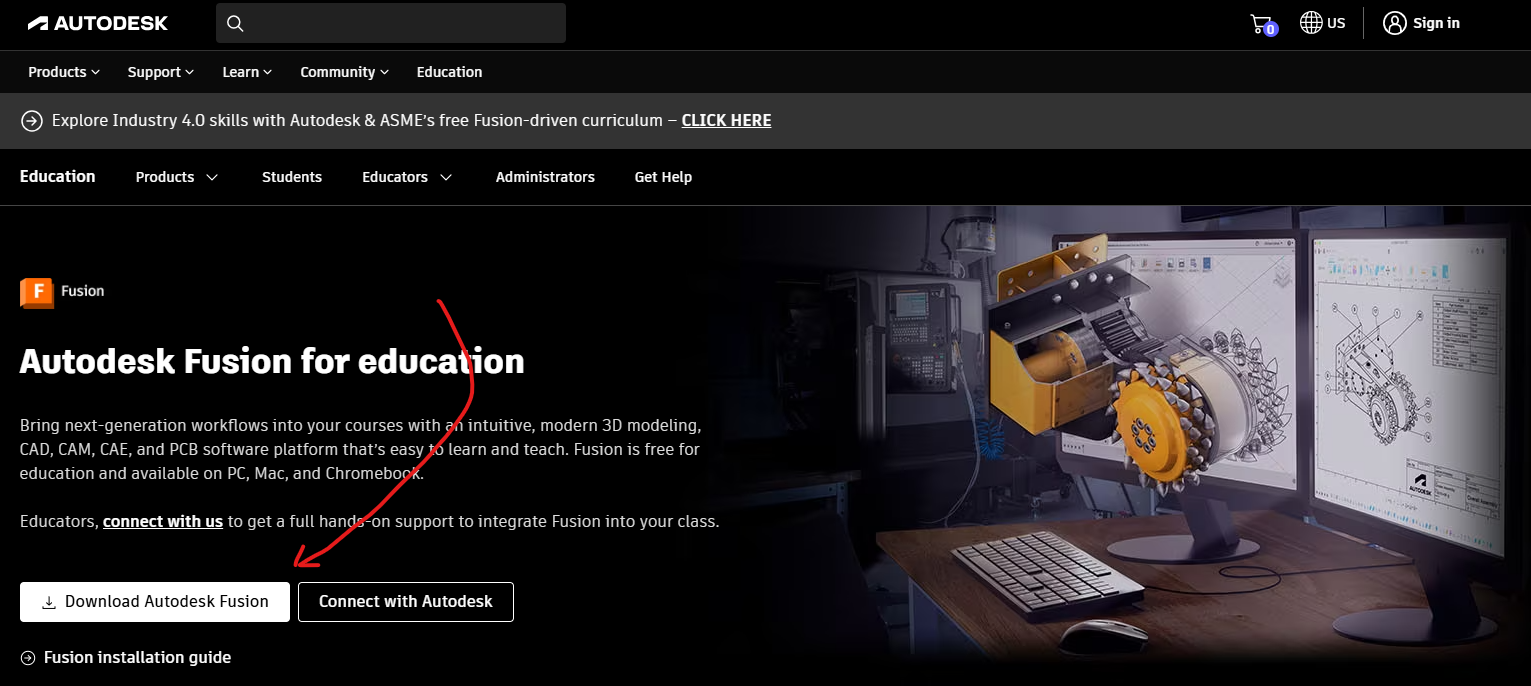 AUTODESK
0
US
Sign in
Products
Support
Learn
Community
Education
Explore Industry 4.0 skills with Autodesk & ASME's free Fusion-driven curriculum – CLICK HERE
Education
Products
Students
Educators
Administrators
Get Help
F
Fusion
Autodesk Fusion for education
Bring next-generation workflows into your courses with an intuitive, modern 3D modeling,
CAD, CAM, CAE, and PCB software platform that's easy to learn and teach. Fusion is free for
education and available on PC, Mac, and Chromebook.
Educators, connect with us to get a full hands-on support to integrate Fusion into your class.
AUTODESK
Download Autodesk Fusion
Connect with Autodesk
Fusion installation guide